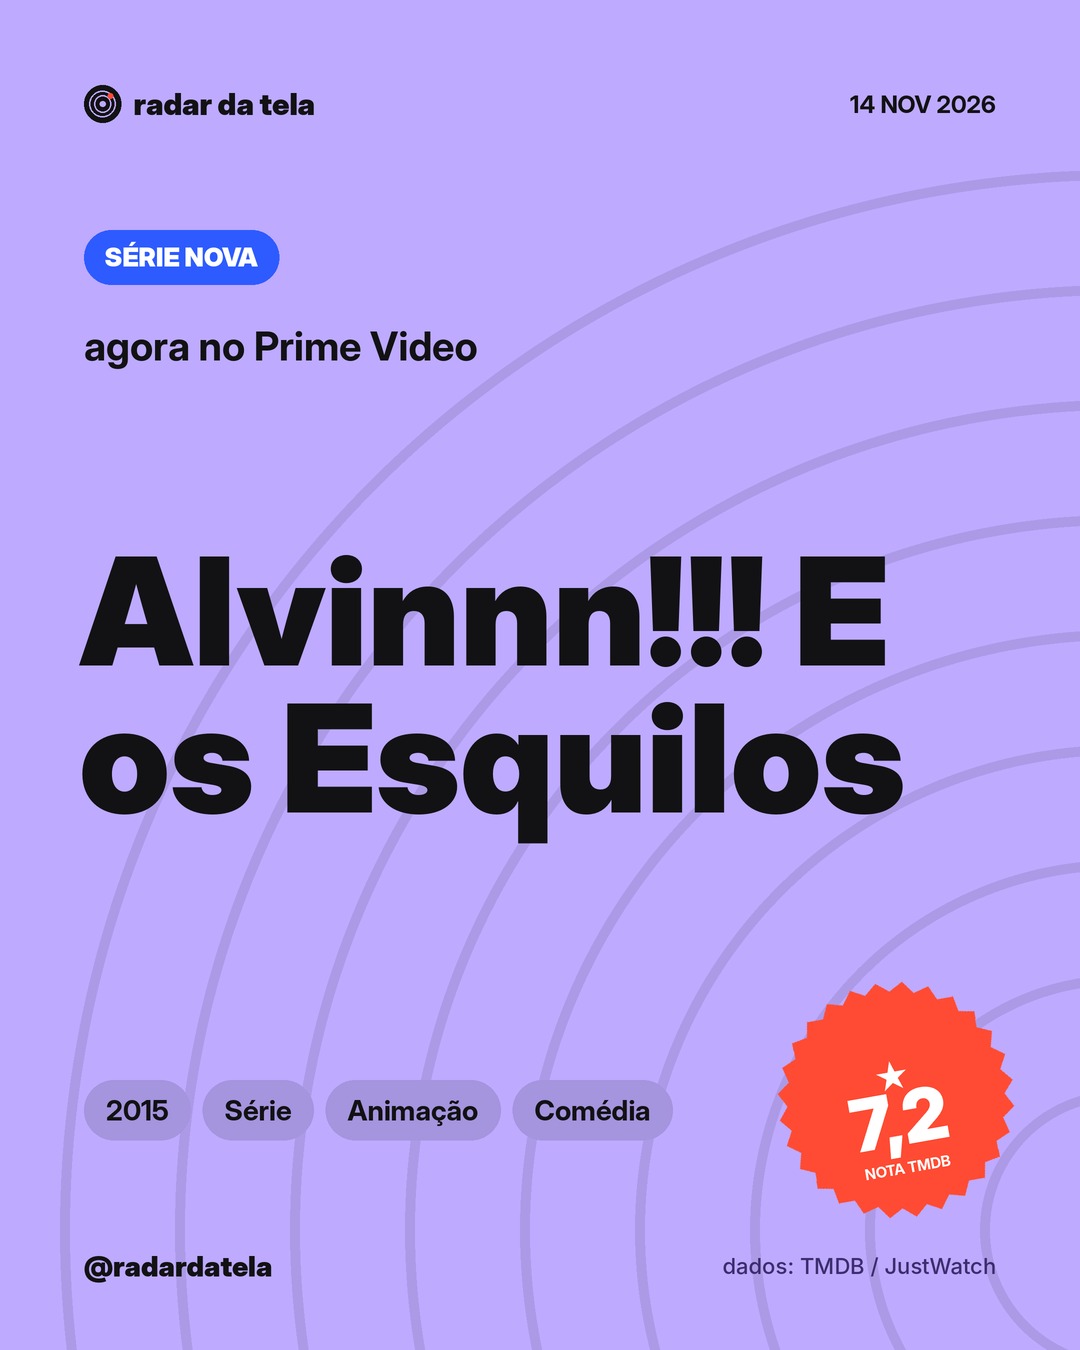 radar da tela
14 NOV 2026
SÉRIE NOVA
agora no Prime Video
Alvinnn!!! E
os Esquilos
2015
Série
Animação
Comédia
7,2
NOTA TMDB
@radardatela
dados: TMDB / JustWatch